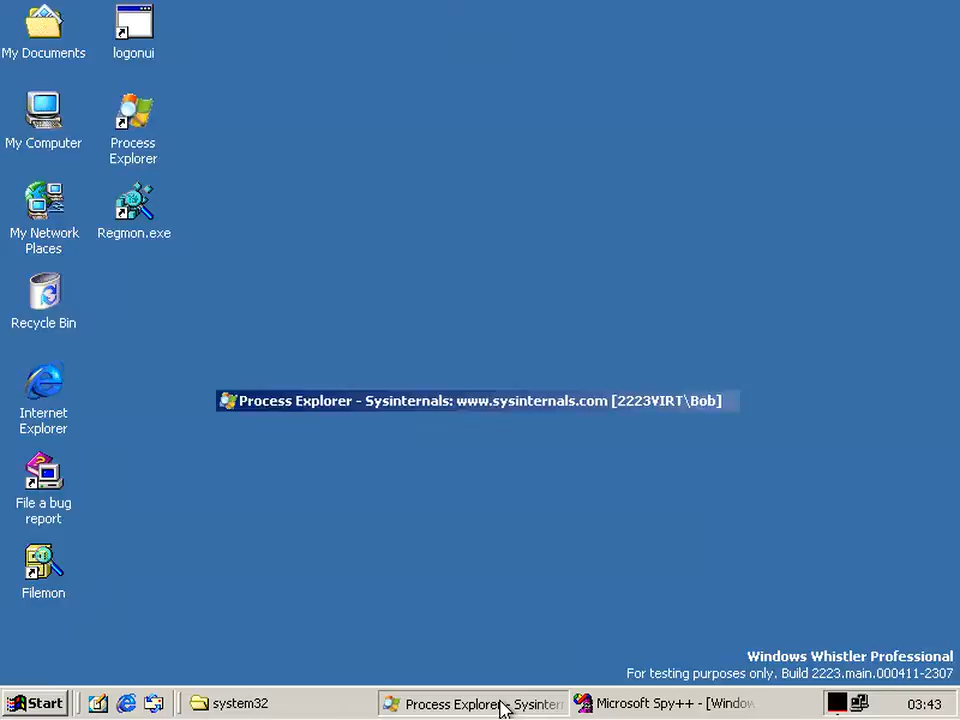 My Documents
logonui
My Computer
Process
Explorer
My Network
Places
Regmon.exe
Recycle Bin
Internet
Explorer
Process Explorer - Sysinternals: www.sysinternals.com [2223VIRT\Bob]
File a bug
report
Filemon
Windows Whistler Professional
For testing purposes only. Build 2223.main.000411-2307
Start
system32
Process Explorer - Sysinter
Microsoft Spy++ - [Window
03:43